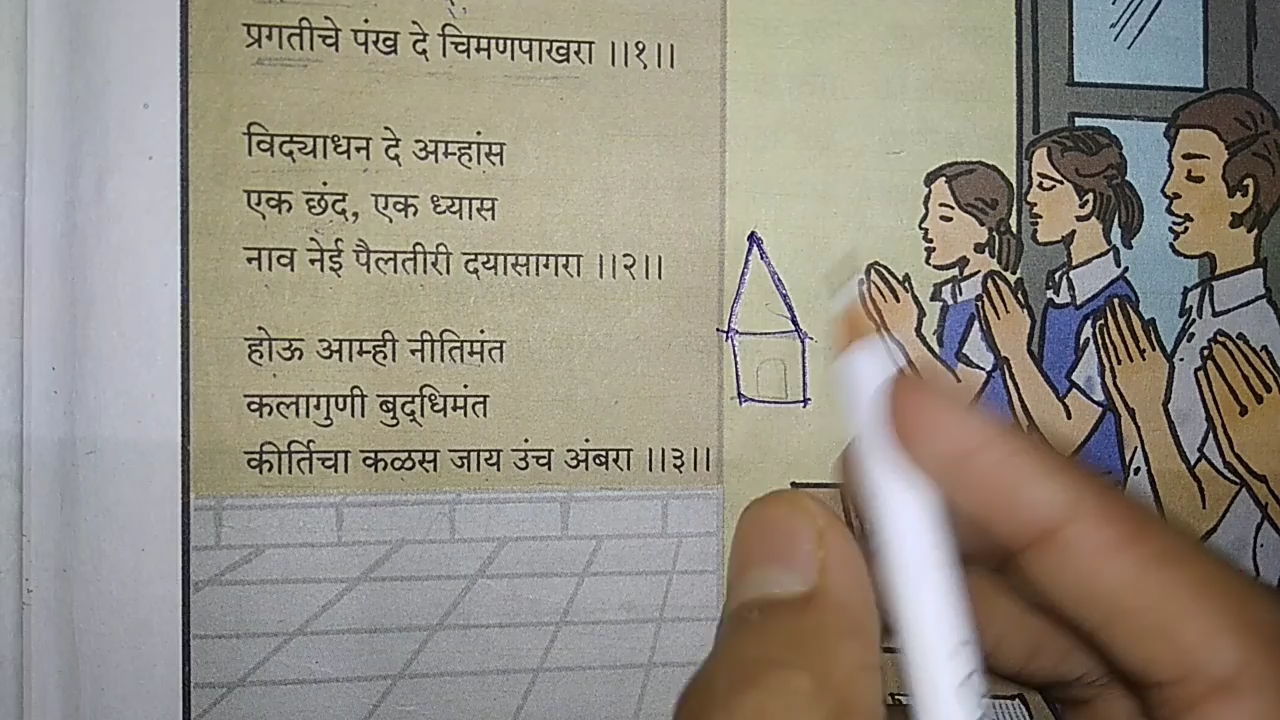 प्रगतीचे पंख दे चिमणपाखरा ।।१।।
विद्याधन दे अम्हांस
एक छंद, एक ध्यास
नाव नेई पैलतीरी दयासागरा ।।२।।
होऊ आम्ही नीतिमंत
कलागुणी बुद्धिमंत
कीर्तिचा कळस जाय उंच अंबरा ।।३।।